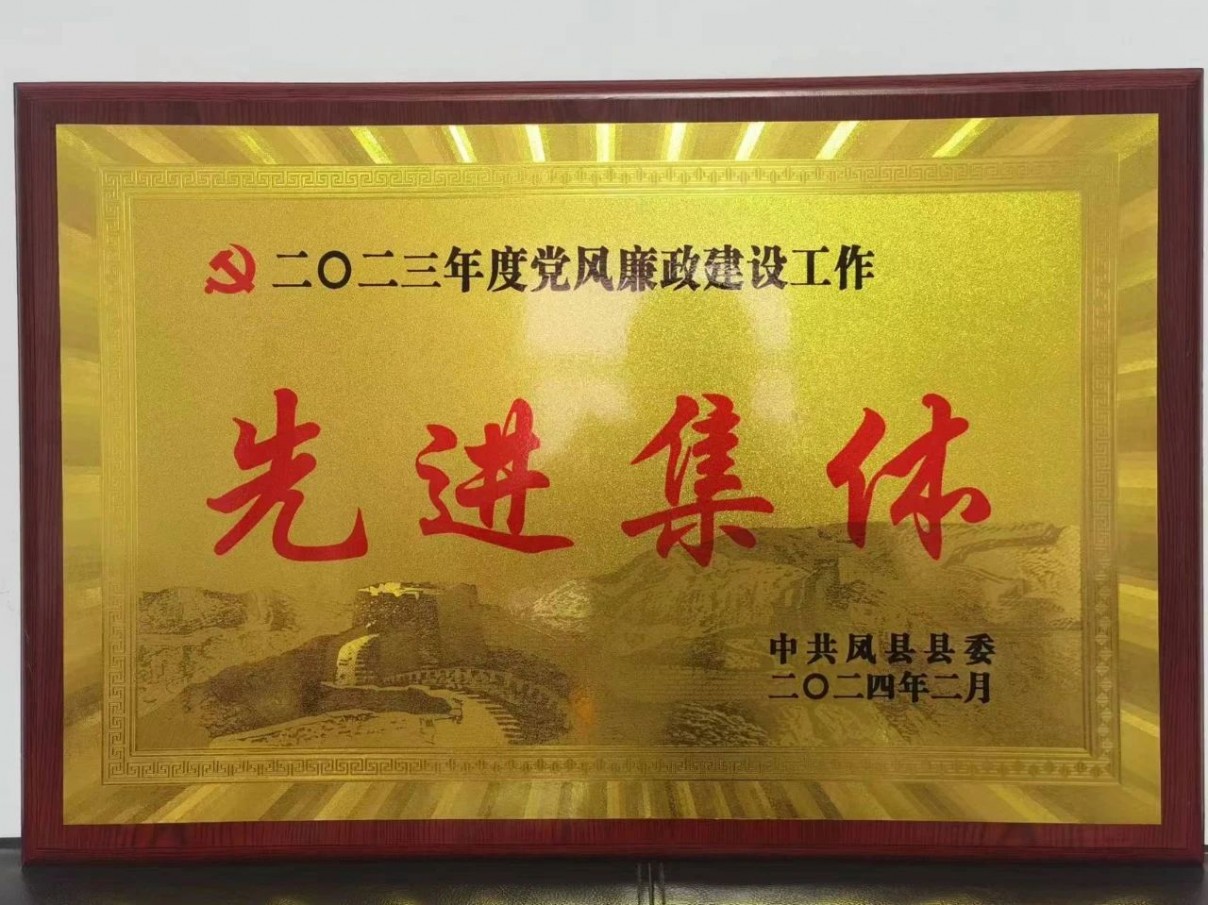 二〇二三年度党风廉政建设工作
先进集体
中共凤县县委
二〇二四年二月